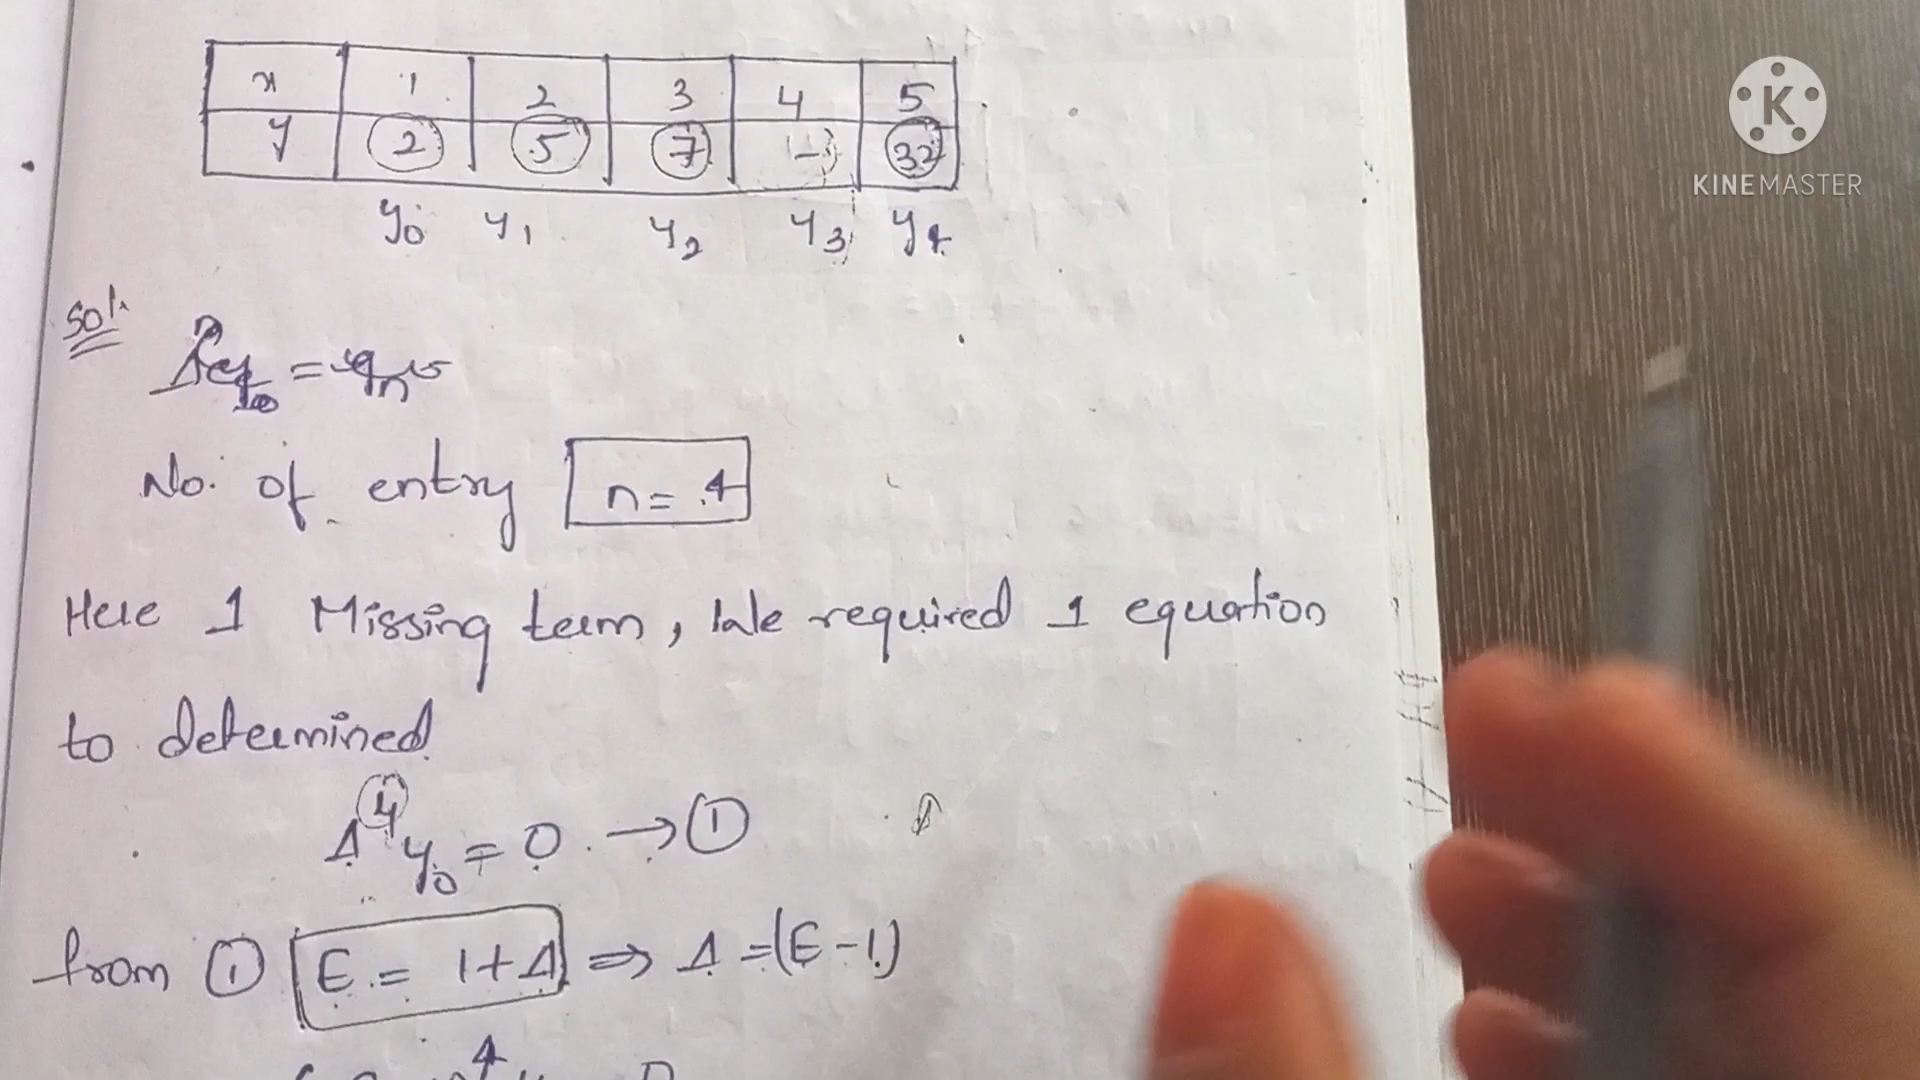 x 1 2 3 4 5
y 2 5 7 - 32
y0 y1 y2 y3 y4
Sol:
No. of entry n = 4
Here 1 Missing term, We required 1 equation
to determined
Δ⁴y₀ = 0 → ①
from ① E = 1+Δ ⇒ Δ = (E-1)
K
KINEMASTER